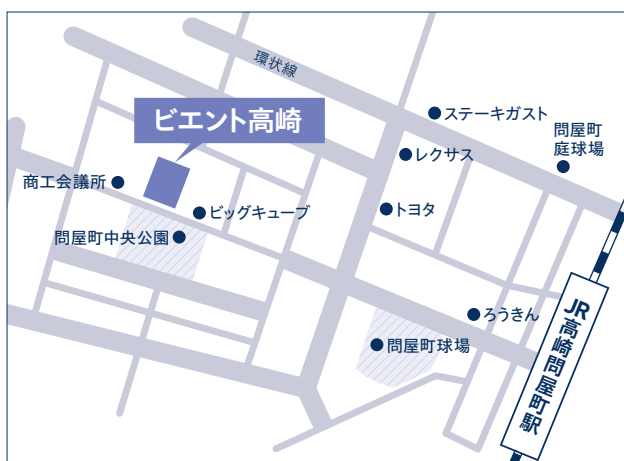 環状線
ステーキガスト
問屋町
庭球場
ビエント高崎
レクサス
商工会議所
ビッグキューブ
トヨタ
問屋町中央公園
ろうきん
問屋町球場
JR高崎問屋町駅